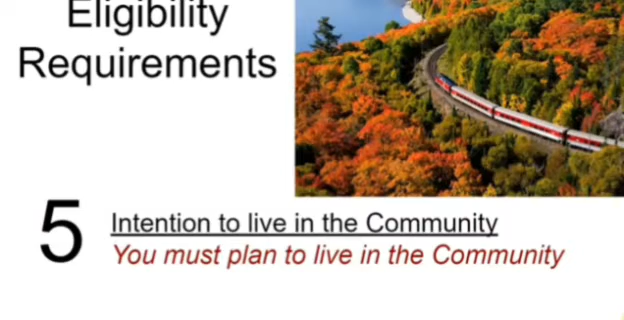 Eligibility
Requirements
5
Intention to live in the Community
You must plan to live in the Community